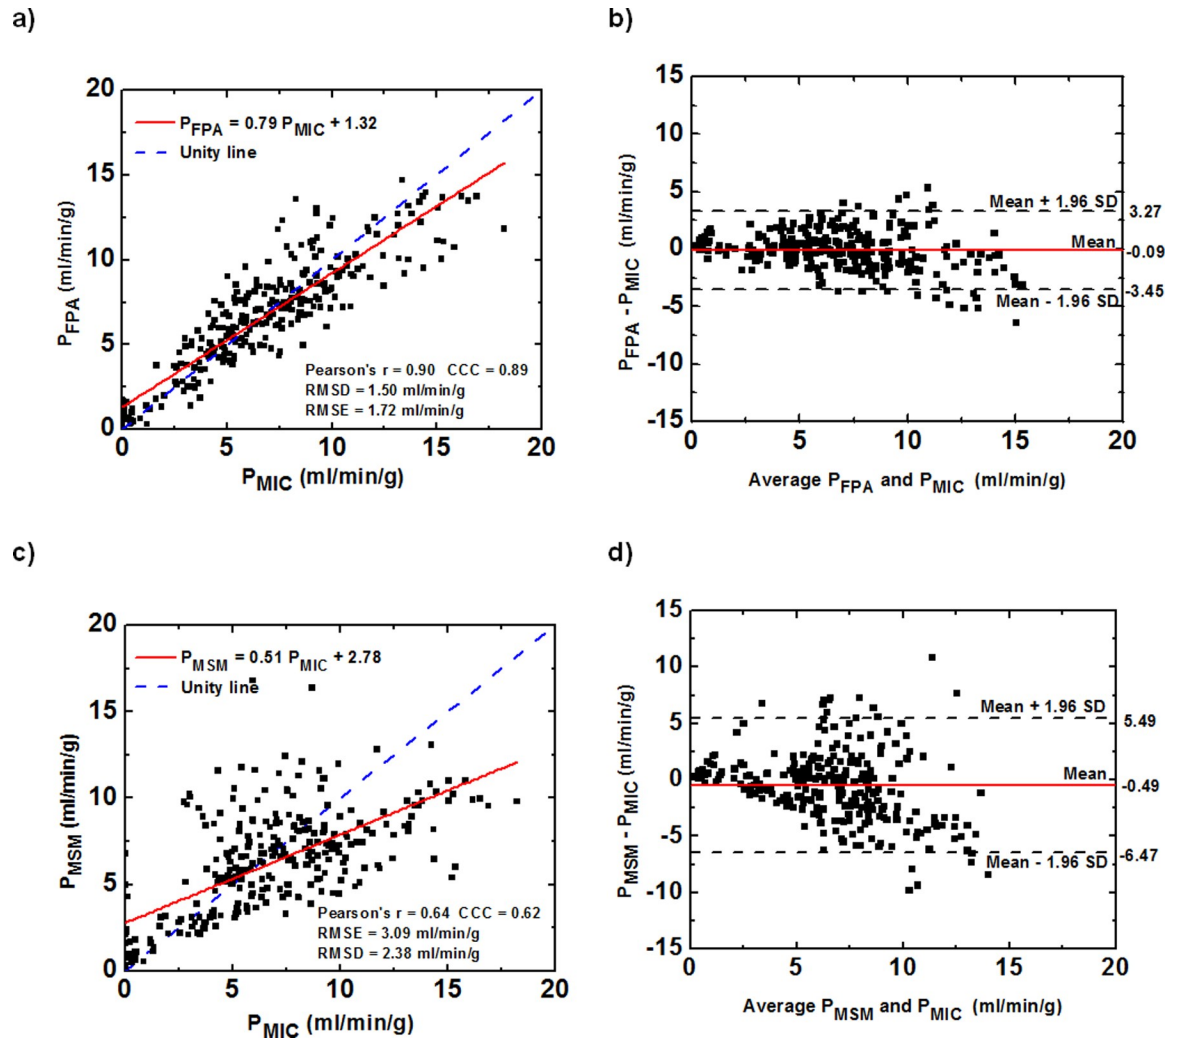 a)
20
15
10
5
0
P_FPA (ml/min/g)
P_FPA = 0.79 P_MIC + 1.32
Unity line
Pearson's r = 0.90 CCC = 0.89
RMSD = 1.50 ml/min/g
RMSE = 1.72 ml/min/g
0 5 10 15 20
P_MIC (ml/min/g)
b)
15
10
5
0
-5
-10
-15
P_FPA - P_MIC (ml/min/g)
Mean + 1.96 SD
3.27
Mean
-0.09
-3.45
Mean - 1.96 SD
0 5 10 15 20
Average P_FPA and P_MIC (ml/min/g)
c)
20
15
10
5
0
P_MSM (ml/min/g)
P_MSM = 0.51 P_MIC + 2.78
Unity line
Pearson's r = 0.64 CCC = 0.62
RMSE = 3.09 ml/min/g
RMSD = 2.38 ml/min/g
0 5 10 15 20
P_MIC (ml/min/g)
d)
15
10
5
0
-5
-10
-15
P_MSM - P_MIC (ml/min/g)
Mean + 1.96 SD
5.49
Mean
-0.49
-6.47
Mean - 1.96 SD
0 5 10 15 20
Average P_MSM and P_MIC (ml/min/g)